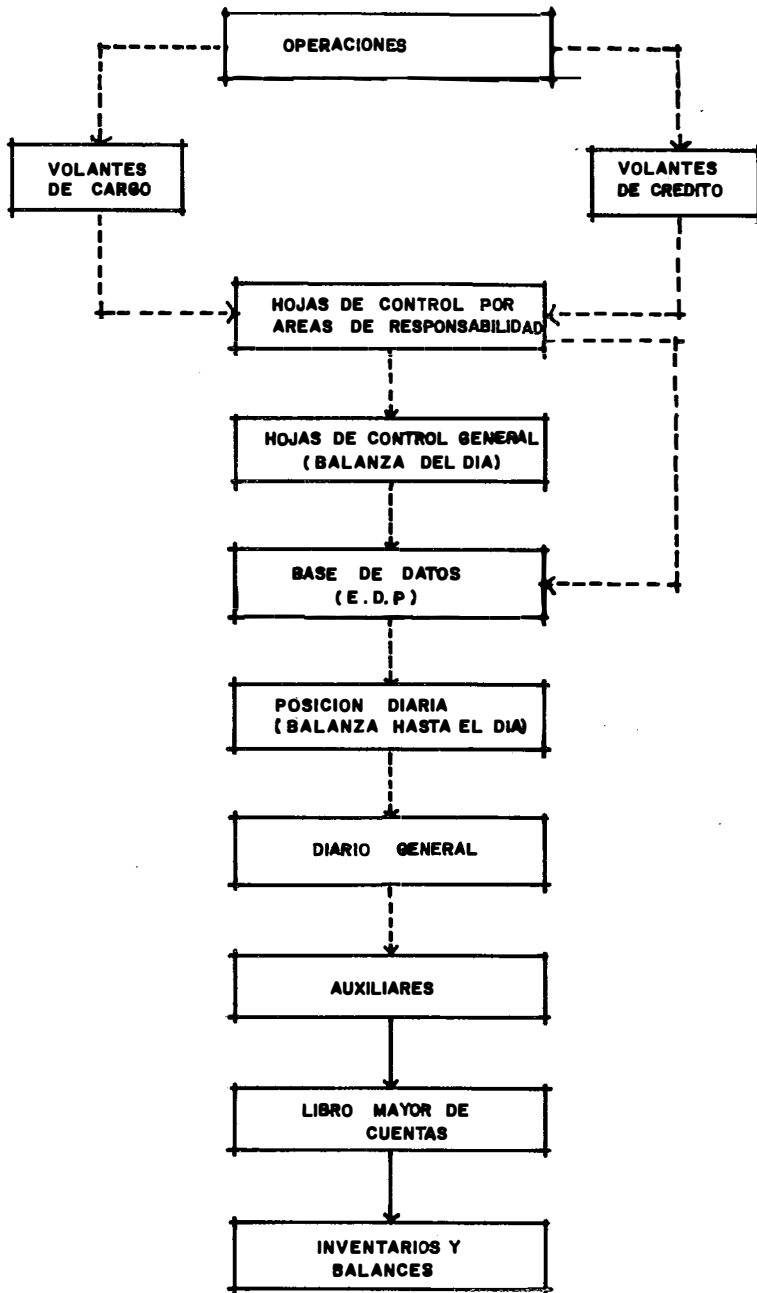 OPERACIONES
VOLANTES
DE CARGO
VOLANTES
DE CREDITO
HOJAS DE CONTROL POR
AREAS DE RESPONSABILIDAD
HOJAS DE CONTROL GENERAL
(BALANZA DEL DIA)
BASE DE DATOS
(E.D.P)
POSICION DIARIA
(BALANZA HASTA EL DIA)
DIARIO GENERAL
AUXILIARES
LIBRO MAYOR DE
CUENTAS
INVENTARIOS Y
BALANCES